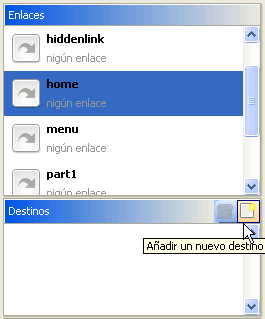 Enlaces
hiddenlink
nigún enlace
home
nigún enlace
menu
nigún enlace
part1
nigún enlace
Destinos
Añadir un nuevo destino